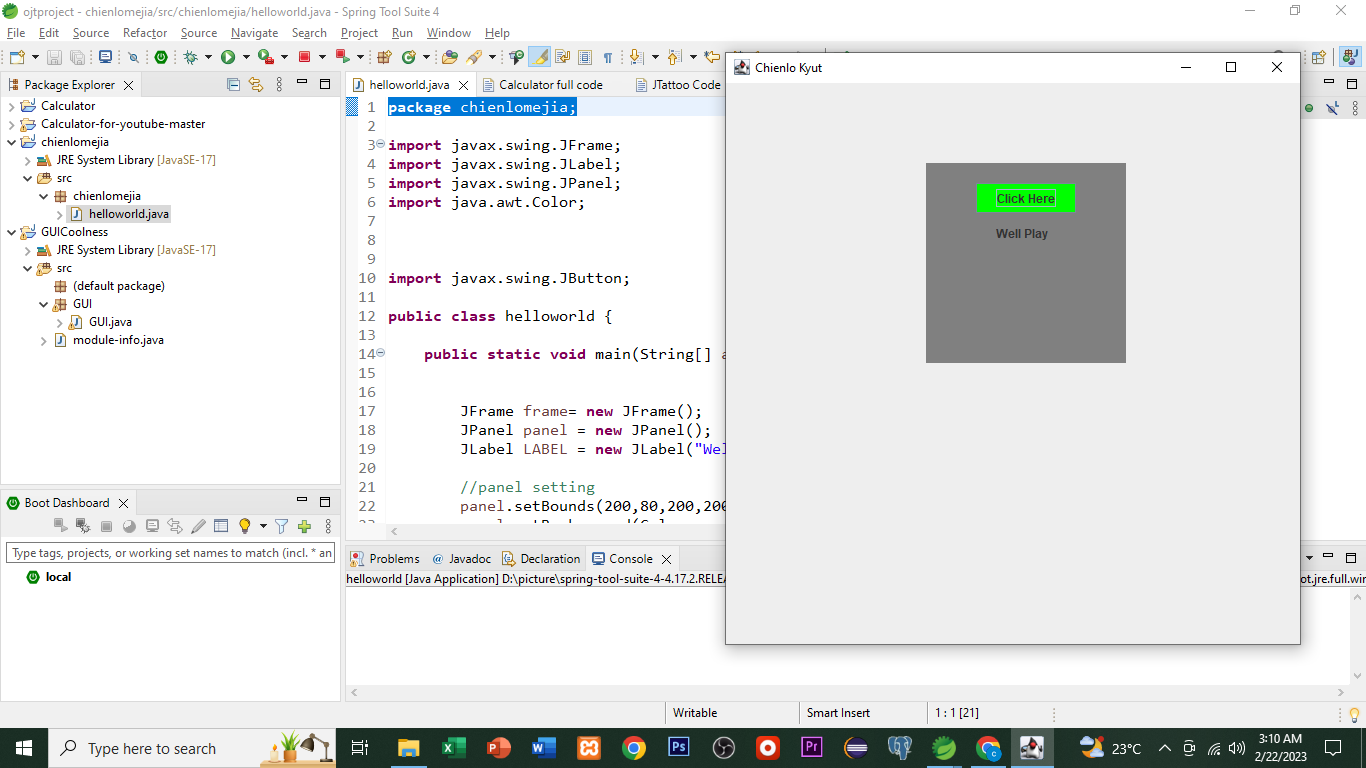 ojtproject - chienlomejia/src/chienlomejia/helloworld.java - Spring Tool Suite 4
File Edit Source Refactor Source Navigate Search Project Run Window Help
Package Explorer
Calculator
Calculator-for-youtube-master
chienlomejia
JRE System Library [JavaSE-17]
src
chienlomejia
helloworld.java
GUICoolness
JRE System Library [JavaSE-17]
src
(default package)
GUI
GUI.java
module-info.java
Boot Dashboard
Type tags, projects, or working set names to match (incl. * an
local
helloworld.java Calculator full code JTattoo Code
1 package chienlomejia;
2
3 import javax.swing.JFrame;
4 import javax.swing.JLabel;
5 import javax.swing.JPanel;
6 import java.awt.Color;
7
8
9
10 import javax.swing.JButton;
11
12 public class helloworld {
13
14 public static void main(String[] a
15
16
17 JFrame frame= new JFrame();
18 JPanel panel = new JPanel();
19 JLabel LABEL = new JLabel("Wel
20
21 //panel setting
22 panel.setBounds(200,80,200,200
Chienlo Kyut
Click Here
Well Play
Problems @ Javadoc Declaration Console
helloworld [Java Application] D:\picture\spring-tool-suite-4-4.17.2.RELEA
ot.jre.full.win
Writable Smart Insert 1 : 1 [21]
Type here to search
23°C
3:10 AM
2/22/2023